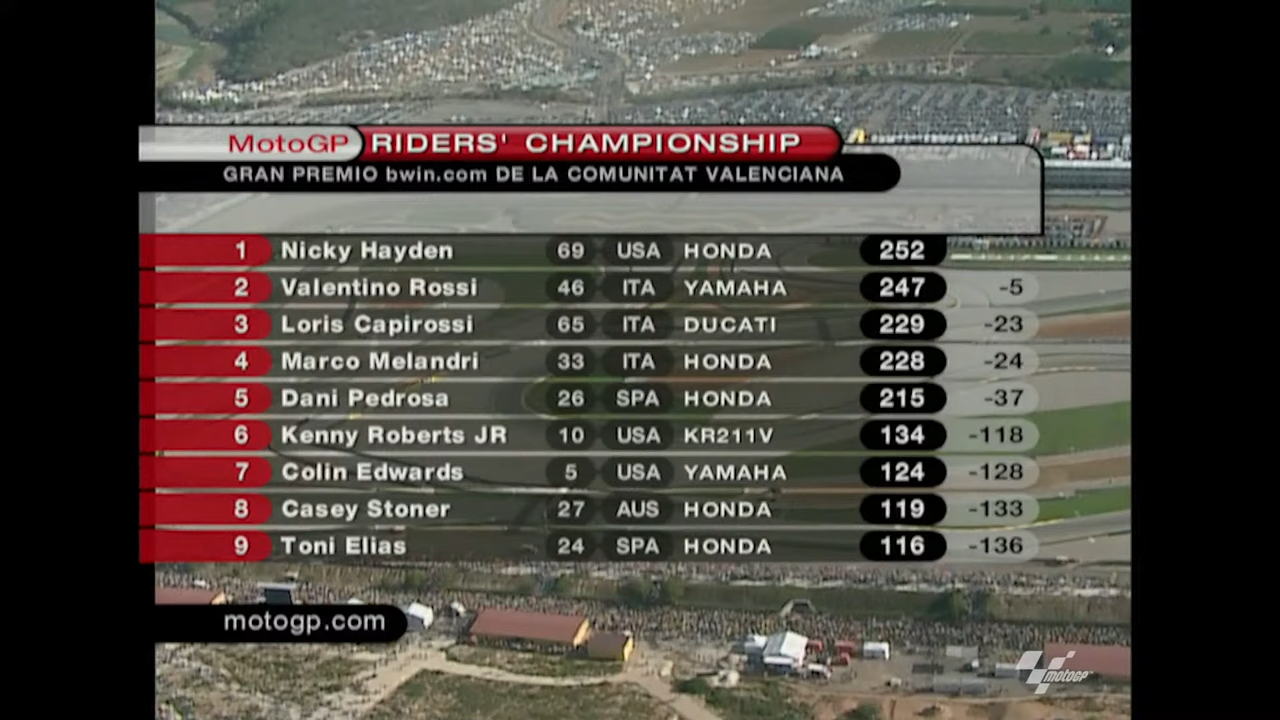 MotoGP RIDERS' CHAMPIONSHIP
GRAN PREMIO bwin.com DE LA COMUNITAT VALENCIANA
1 Nicky Hayden 69 USA HONDA 252
2 Valentino Rossi 46 ITA YAMAHA 247 -5
3 Loris Capirossi 65 ITA DUCATI 229 -23
4 Marco Melandri 33 ITA HONDA 228 -24
5 Dani Pedrosa 26 SPA HONDA 215 -37
6 Kenny Roberts JR 10 USA KR211V 134 -118
7 Colin Edwards 5 USA YAMAHA 124 -128
8 Casey Stoner 27 AUS HONDA 119 -133
9 Toni Elias 24 SPA HONDA 116 -136
motogp.com
motoGP